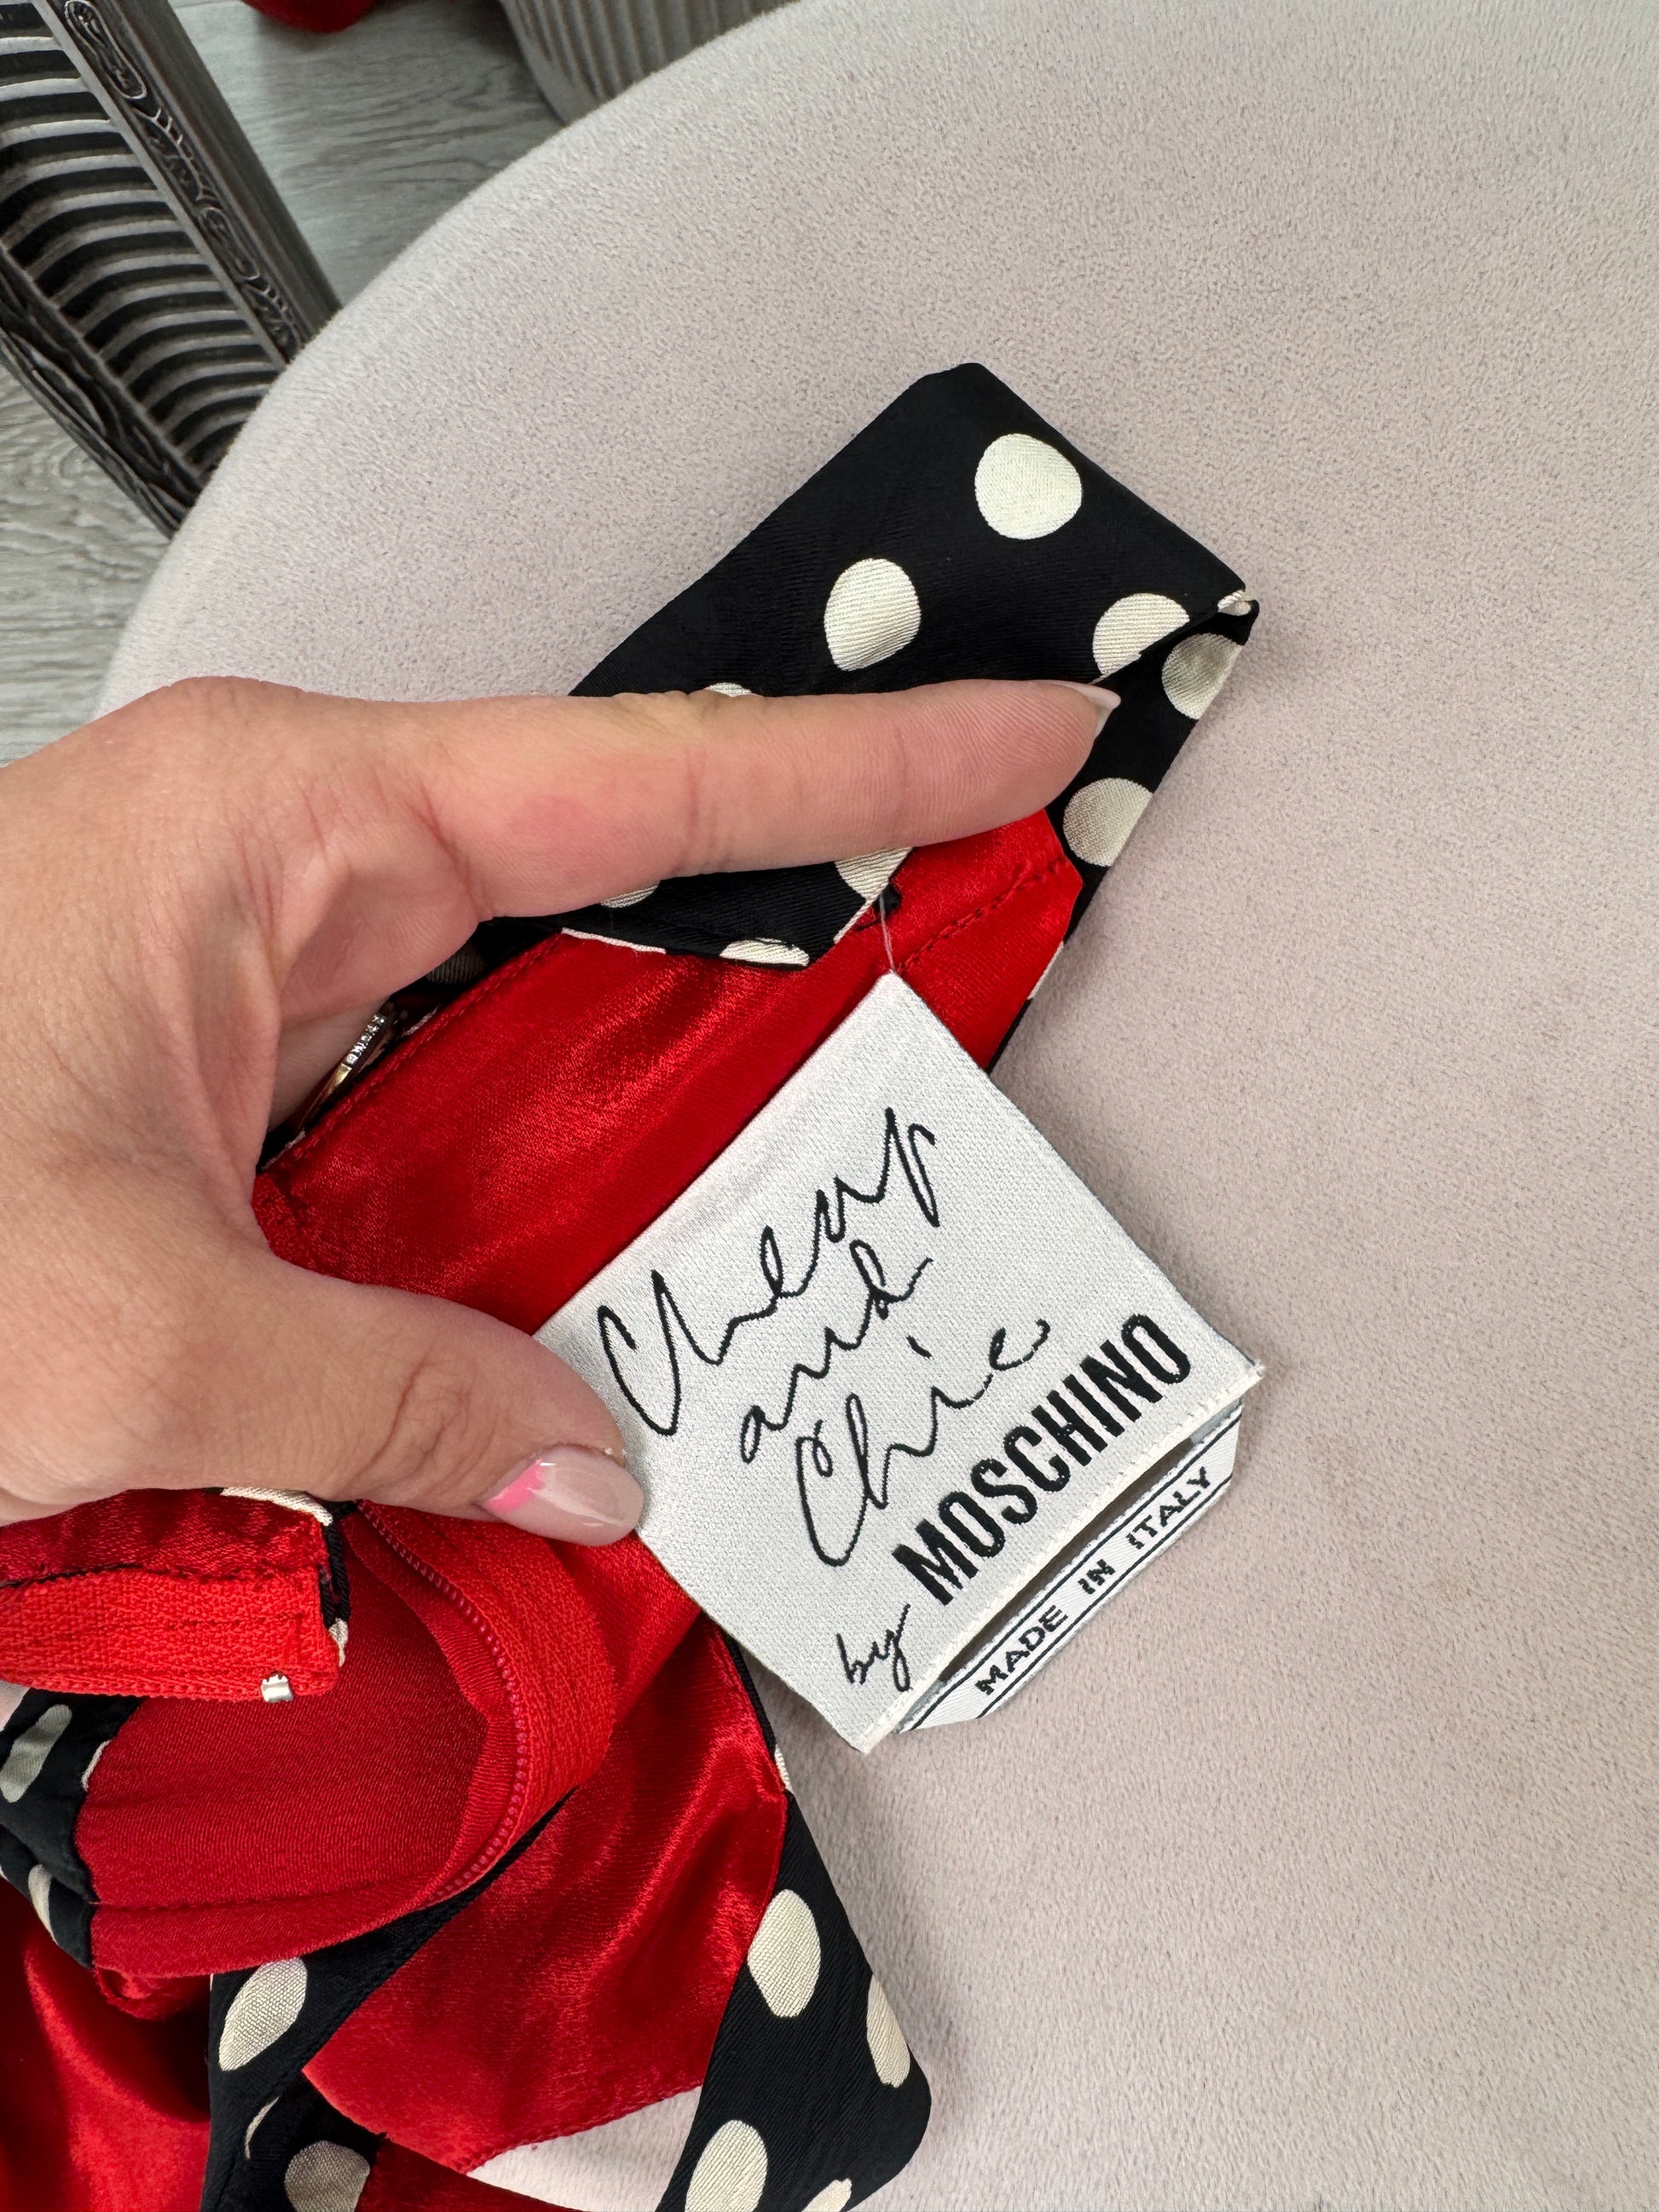 Cheap
and
Chic
by MOSCHINO
MADE IN ITALY